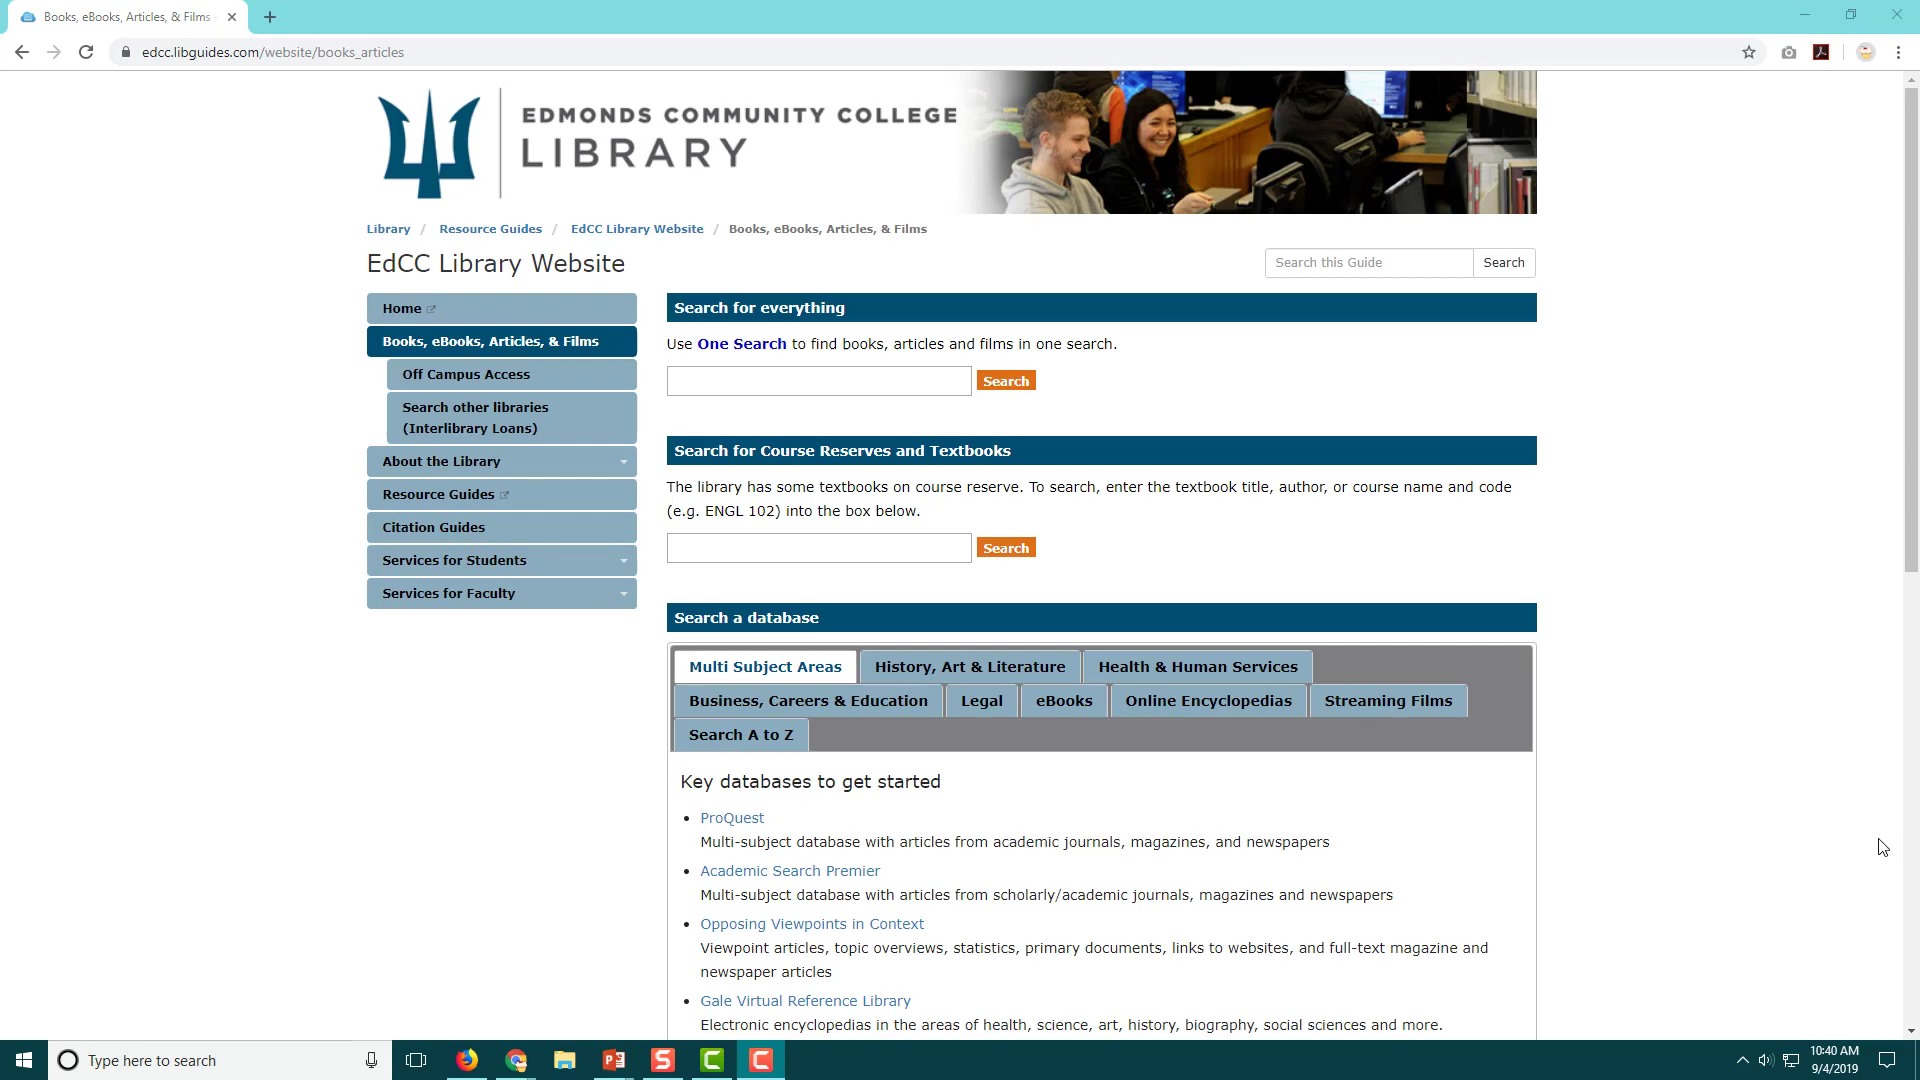 Books, eBooks, Articles, & Films
edcc.libguides.com/website/books_articles
EDMONDS COMMUNITY COLLEGE
LIBRARY
Library / Resource Guides / EdCC Library Website / Books, eBooks, Articles, & Films
EdCC Library Website
Search this Guide Search
Home
Books, eBooks, Articles, & Films
Off Campus Access
Search other libraries
(Interlibrary Loans)
About the Library
Resource Guides
Citation Guides
Services for Students
Services for Faculty
Search for everything
Use One Search to find books, articles and films in one search.
Search
Search for Course Reserves and Textbooks
The library has some textbooks on course reserve. To search, enter the textbook title, author, or course name and code
(e.g. ENGL 102) into the box below.
Search
Search a database
Multi Subject Areas History, Art & Literature Health & Human Services
Business, Careers & Education Legal eBooks Online Encyclopedias Streaming Films
Search A to Z
Key databases to get started
• ProQuest
Multi-subject database with articles from academic journals, magazines, and newspapers
• Academic Search Premier
Multi-subject database with articles from scholarly/academic journals, magazines and newspapers
• Opposing Viewpoints in Context
Viewpoint articles, topic overviews, statistics, primary documents, links to websites, and full-text magazine and
newspaper articles
• Gale Virtual Reference Library
Electronic encyclopedias in the areas of health, science, art, history, biography, social sciences and more.
Type here to search
10:40 AM
9/4/2019